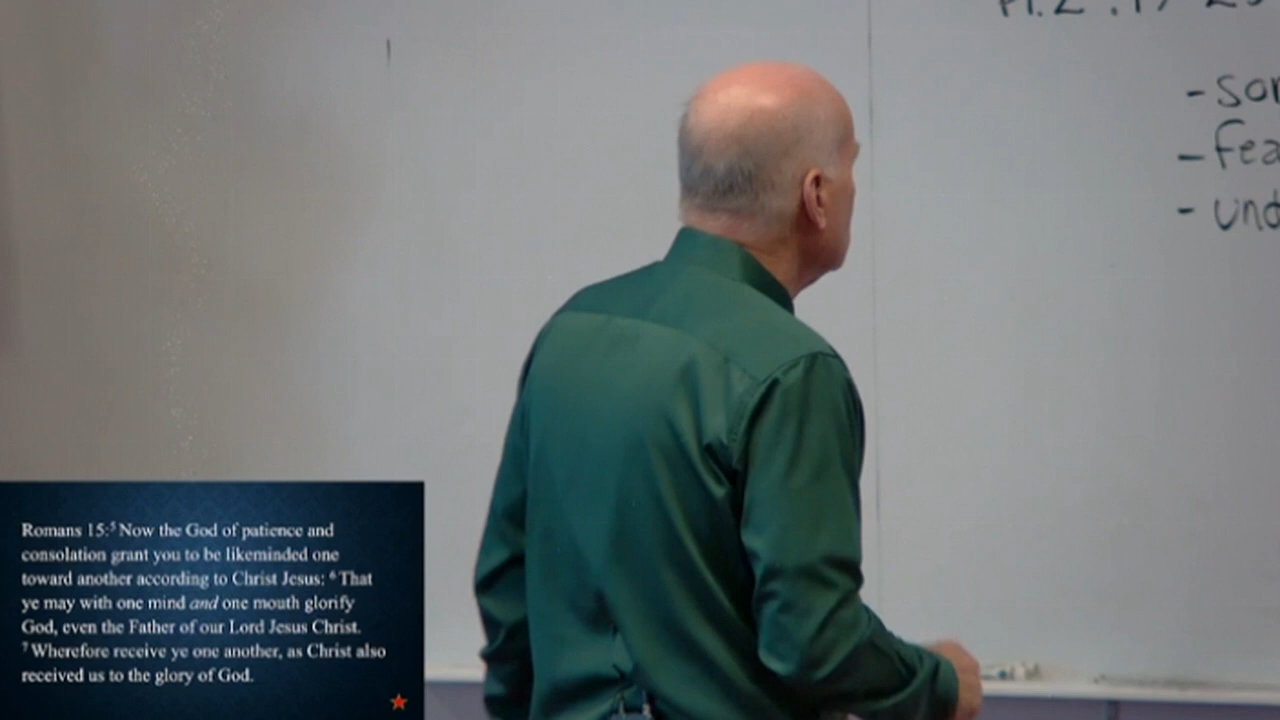 - 
- 
- 
Romans 15:⁵ Now the God of patience and
consolation grant you to be likeminded one
toward another according to Christ Jesus: ⁶ That
ye may with one mind and one mouth glorify
God, even the Father of our Lord Jesus Christ.
⁷ Wherefore receive ye one another, as Christ also
received us to the glory of God.